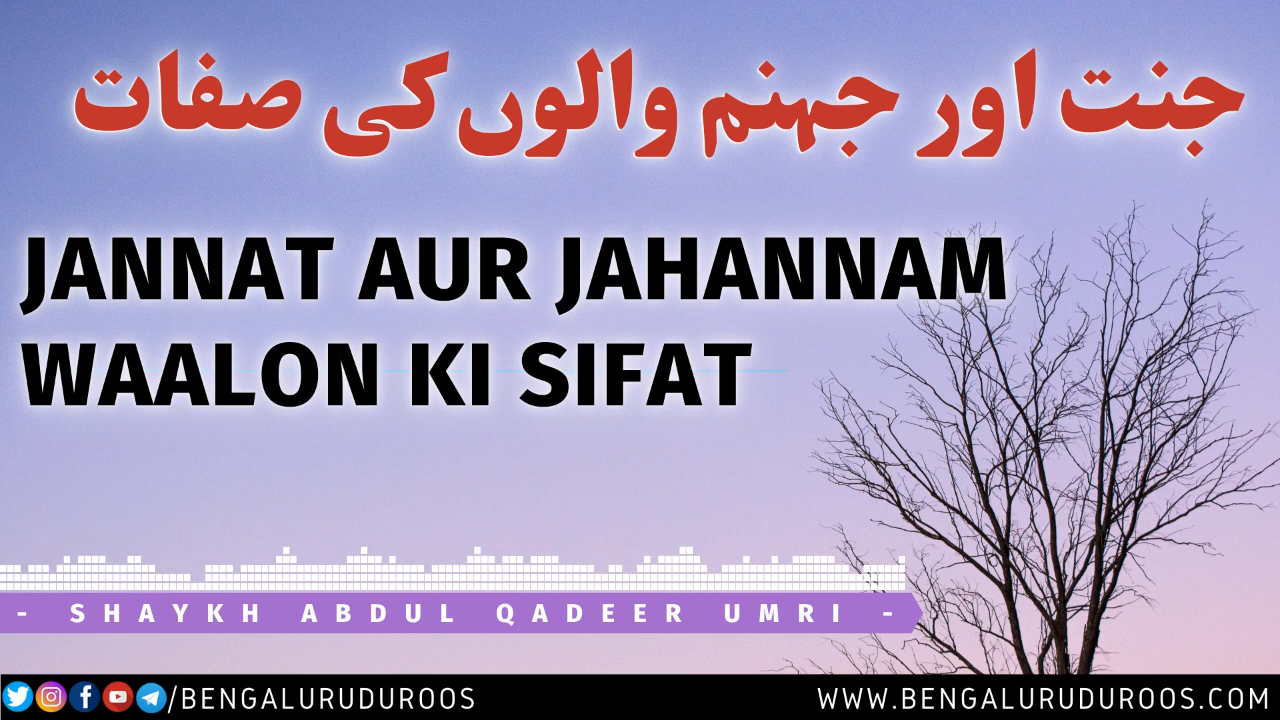 جنت اور جہنم والوں کی صفات
JANNAT AUR JAHANNAM
WAALON KI SIFAT
- SHAYKH ABDUL QADEER UMRI -
/BENGALURUDUROOS
WWW.BENGALURUDUROOS.COM